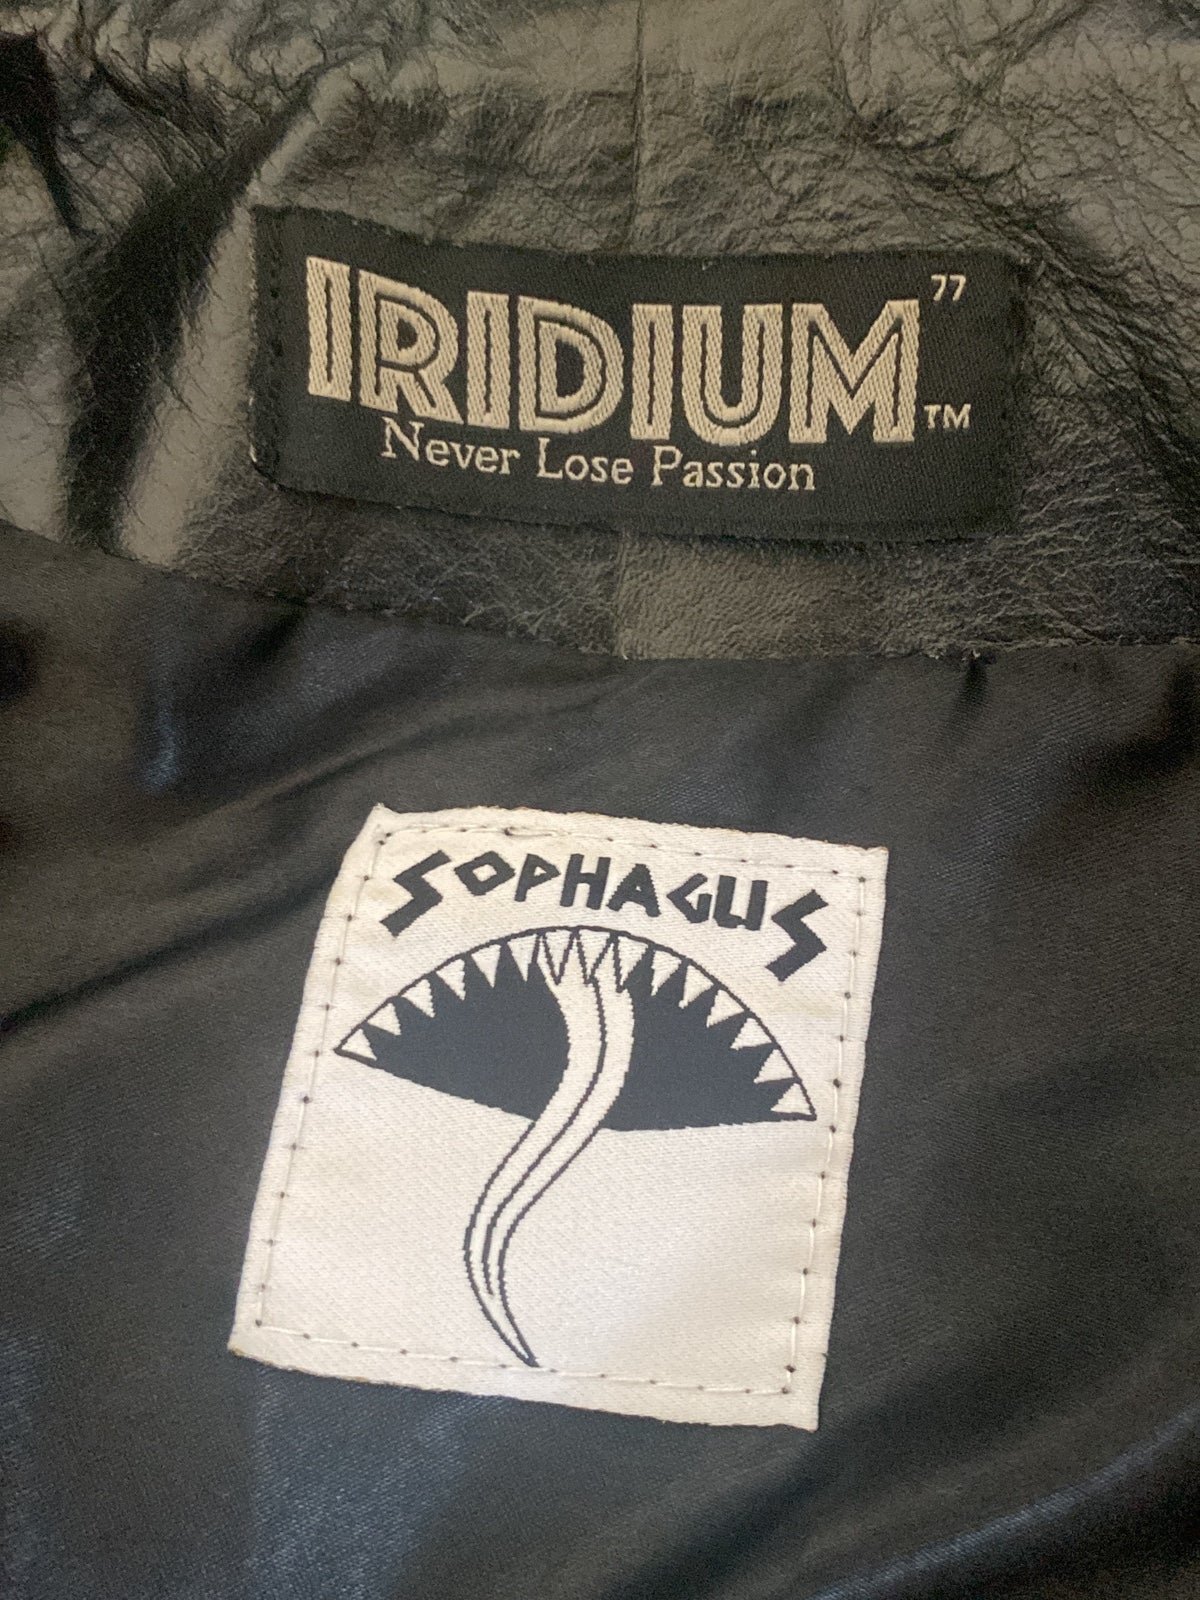 IRIDIUM 77 TM
Never Lose Passion
SOPHAGUS